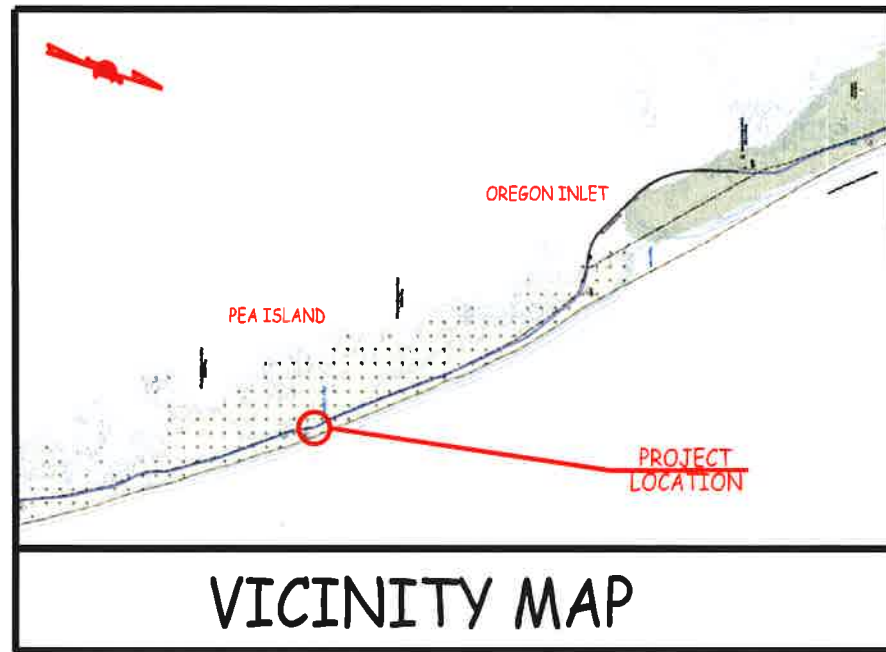 OREGON INLET
PEA ISLAND
PROJECT
LOCATION
VICINITY MAP